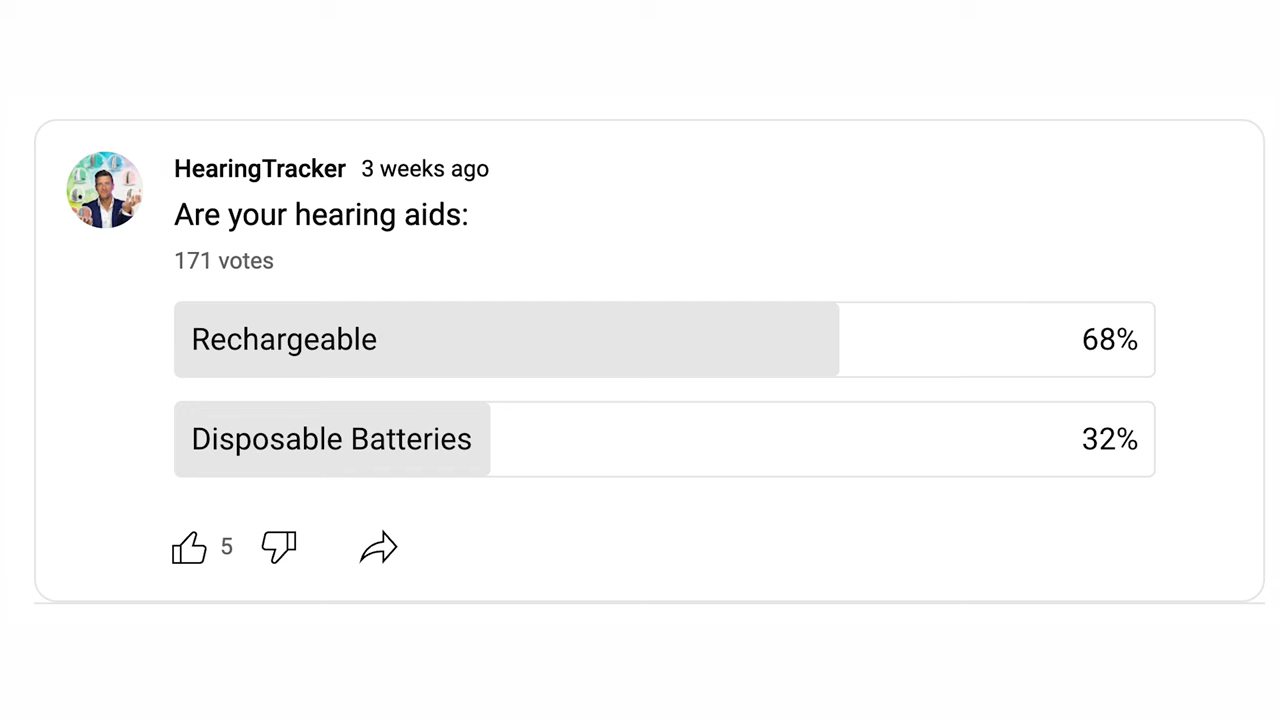 HearingTracker 3 weeks ago
Are your hearing aids:
171 votes
Rechargeable 68%
Disposable Batteries 32%
5